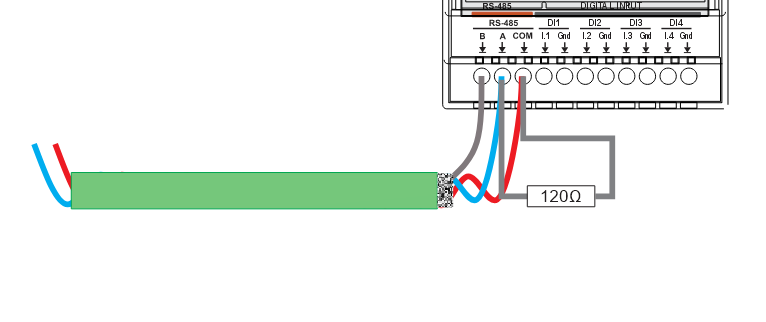 RS-485 DIGITAL INPUT
RS-485 DI1 DI2 DI3 DI4
B A COM I.1 Gnd I.2 Gnd I.3 Gnd I.4 Gnd
120Ω